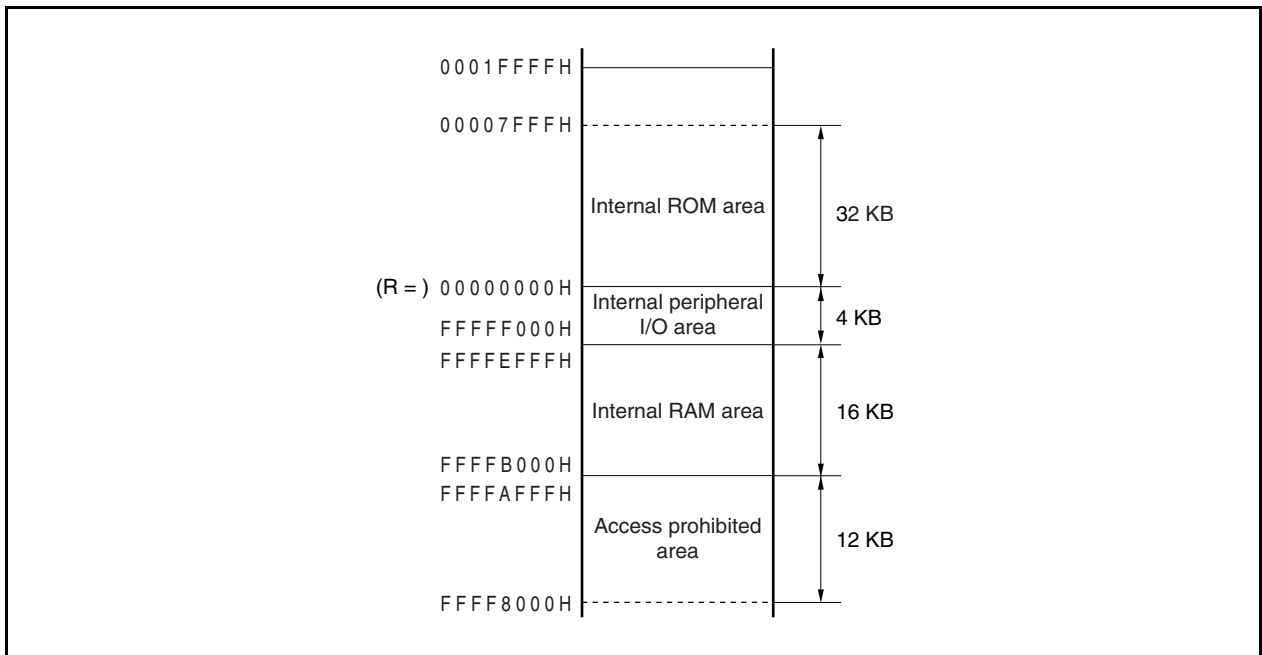 0001FFFFH
00007FFFH
Internal ROM area
32 KB
(R = ) 00000000H
Internal peripheral
I/O area
4 KB
FFFFF000H
FFFFEFFFH
Internal RAM area
16 KB
FFFFB000H
FFFFAFFFH
Access prohibited
area
12 KB
FFFF8000H